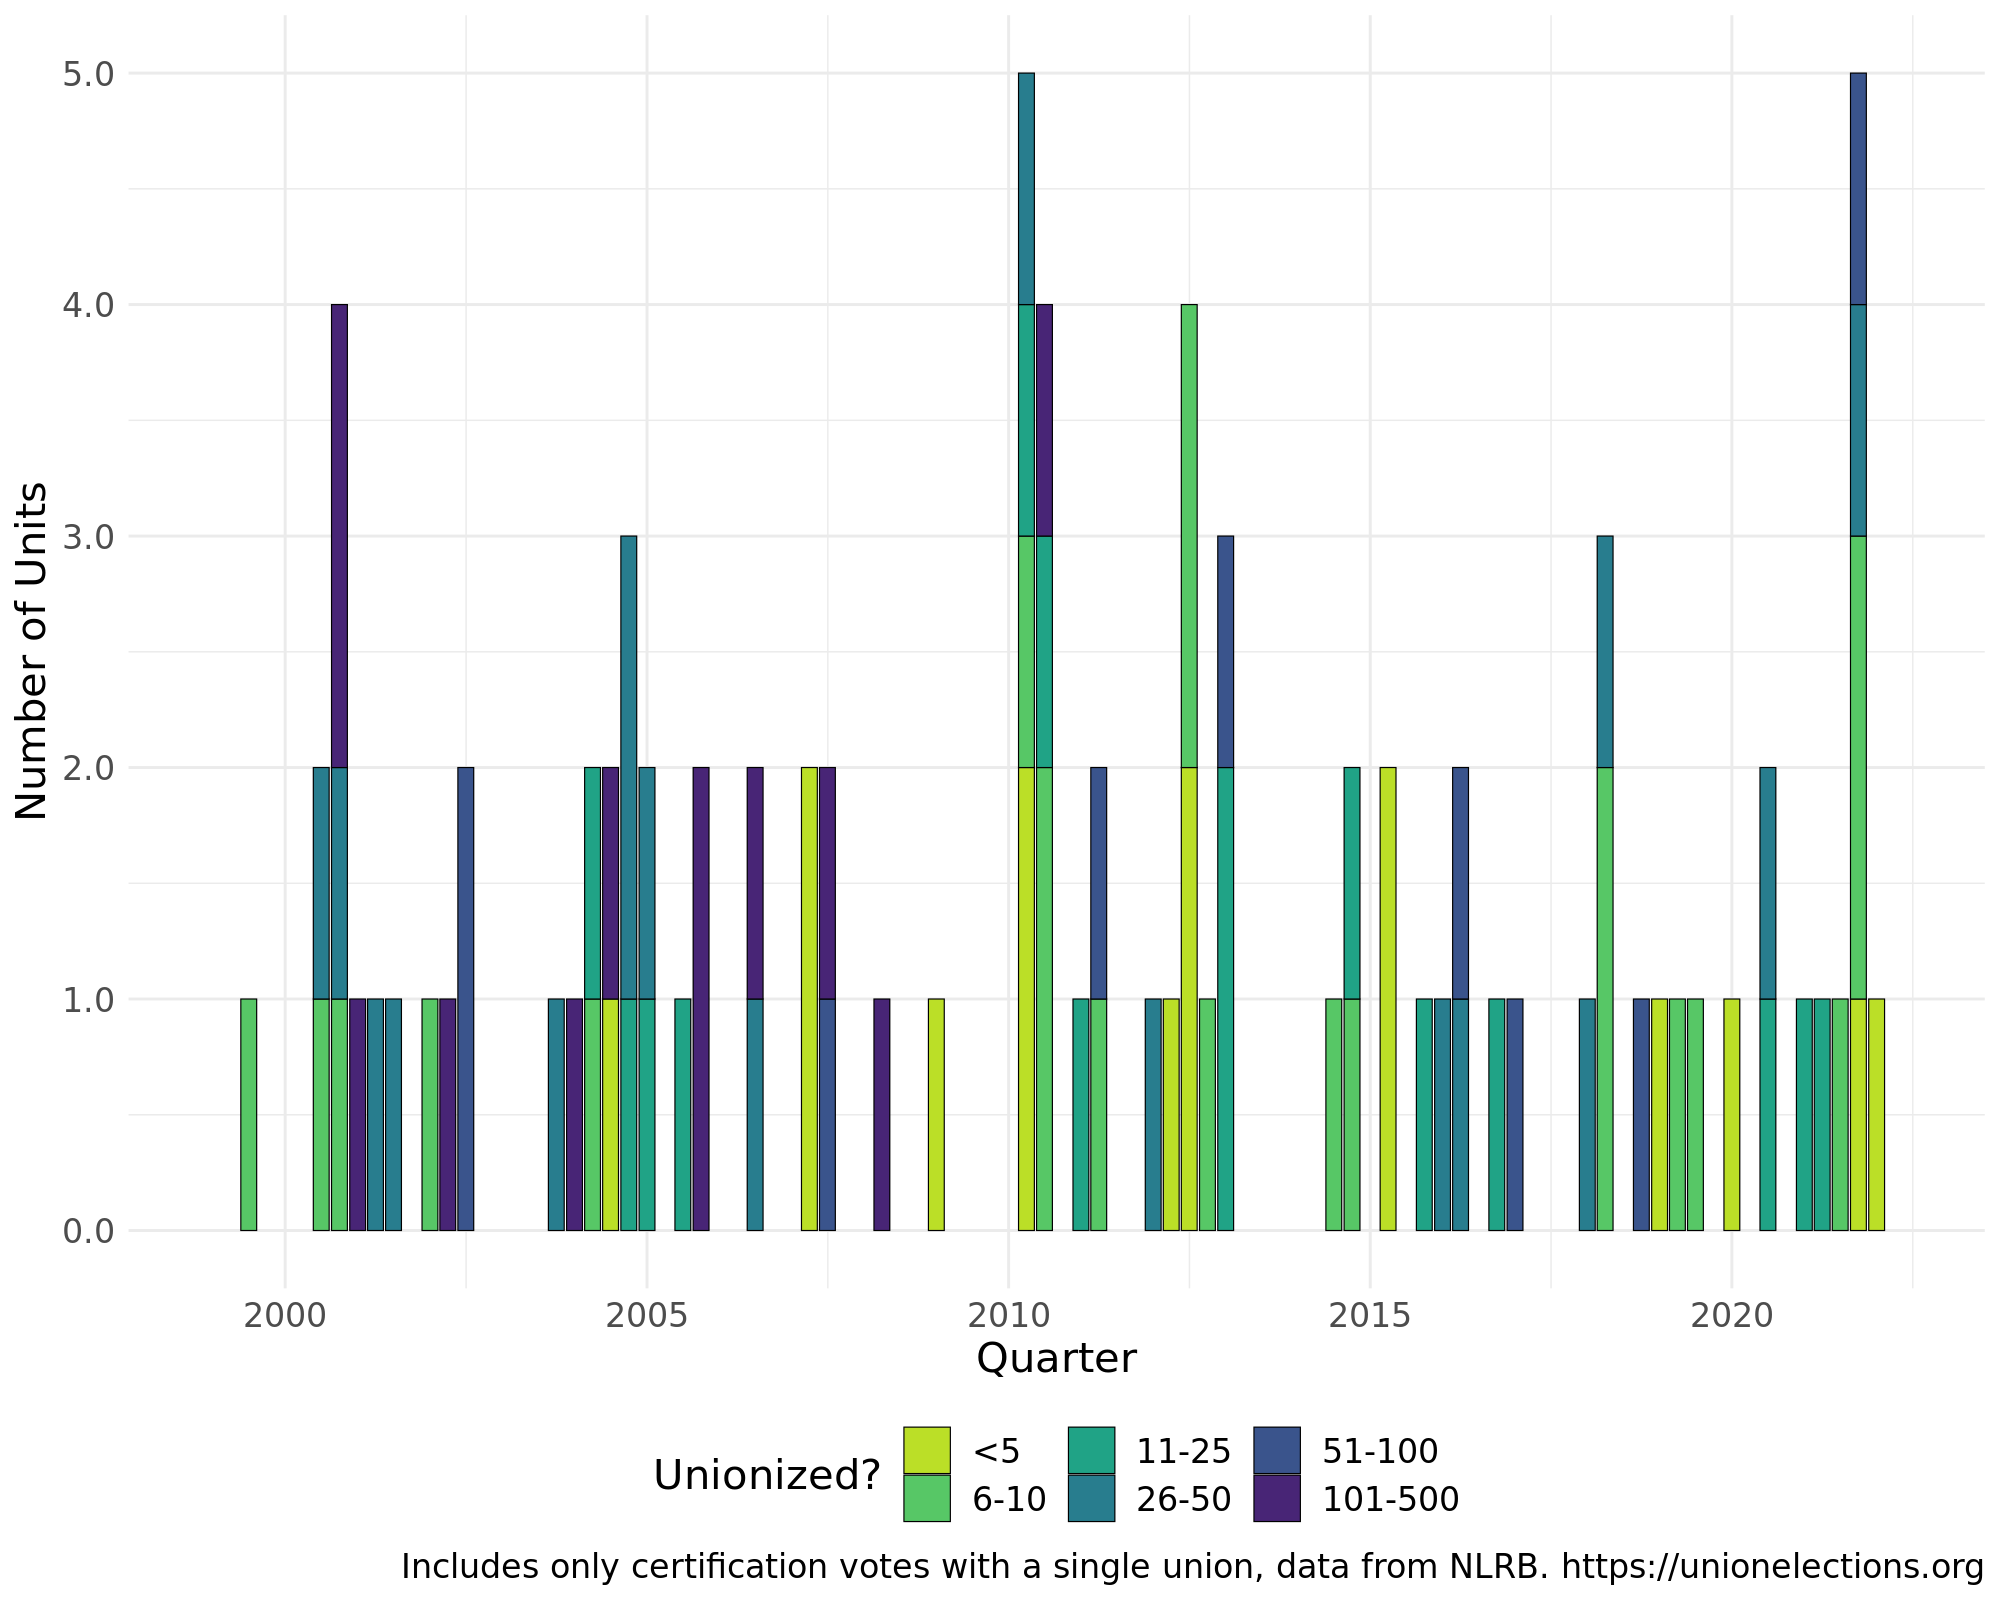 5.0
4.0
3.0
2.0
1.0
0.0
Number of Units
2000 2005 2010 2015 2020
Quarter
Unionized?
<5 11-25 51-100
6-10 26-50 101-500
Includes only certification votes with a single union, data from NLRB. https://unionelections.org